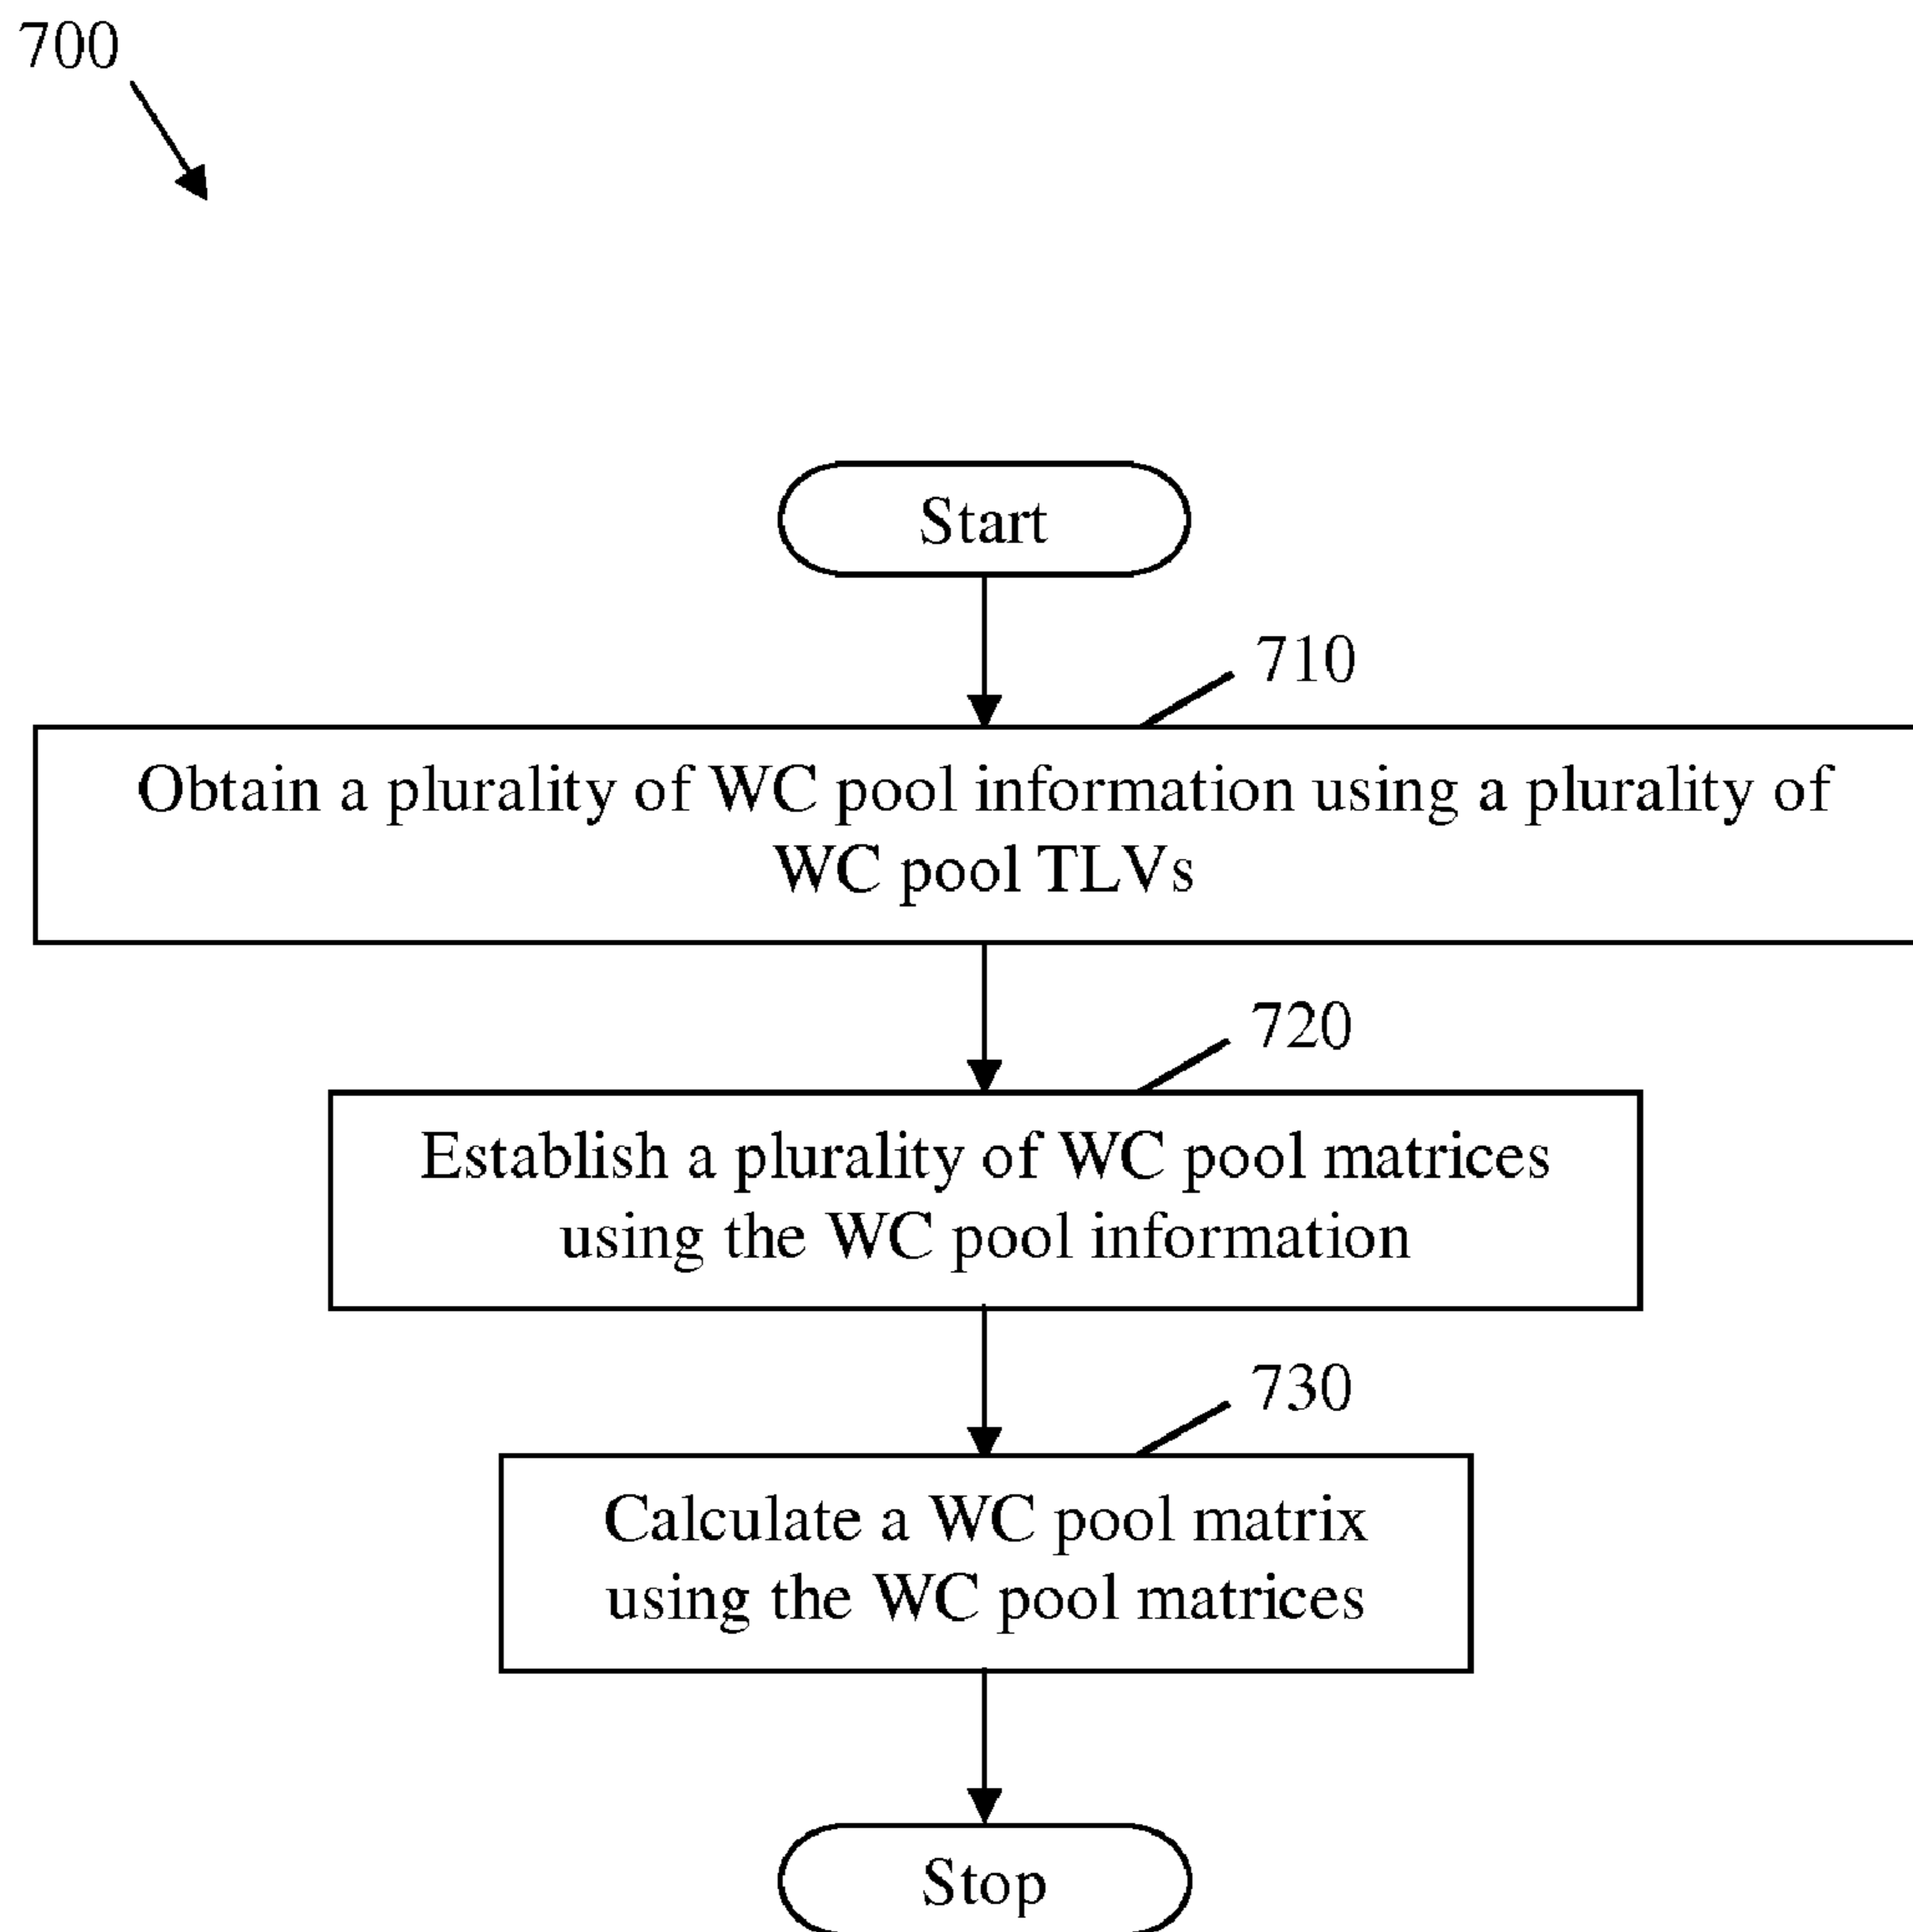 700
Start
710
Obtain a plurality of WC pool information using a plurality of
WC pool TLVs
720
Establish a plurality of WC pool matrices
using the WC pool information
730
Calculate a WC pool matrix
using the WC pool matrices
Stop